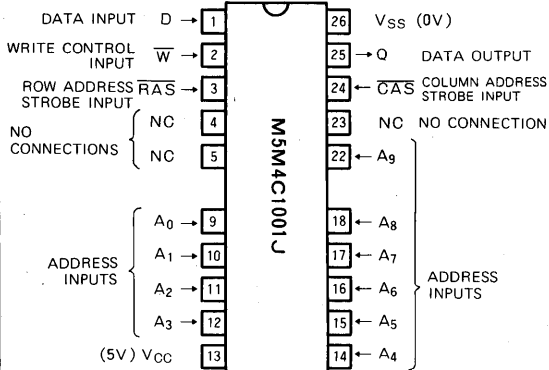 DATA INPUT D → 1
WRITE CONTROL INPUT W̅ → 2
ROW ADDRESS STROBE INPUT R̅A̅S̅ → 3
NO CONNECTIONS
NC 4
NC 5
ADDRESS INPUTS
A0 → 9
A1 → 10
A2 → 11
A3 → 12
(5V) VCC 13
M5M4C1001J
26 VSS (0V)
25 → Q DATA OUTPUT
24 ← C̅A̅S̅ COLUMN ADDRESS STROBE INPUT
23 NC NO CONNECTION
22 ← A9
18 ← A8
17 ← A7
16 ← A6
15 ← A5
14 ← A4
ADDRESS INPUTS